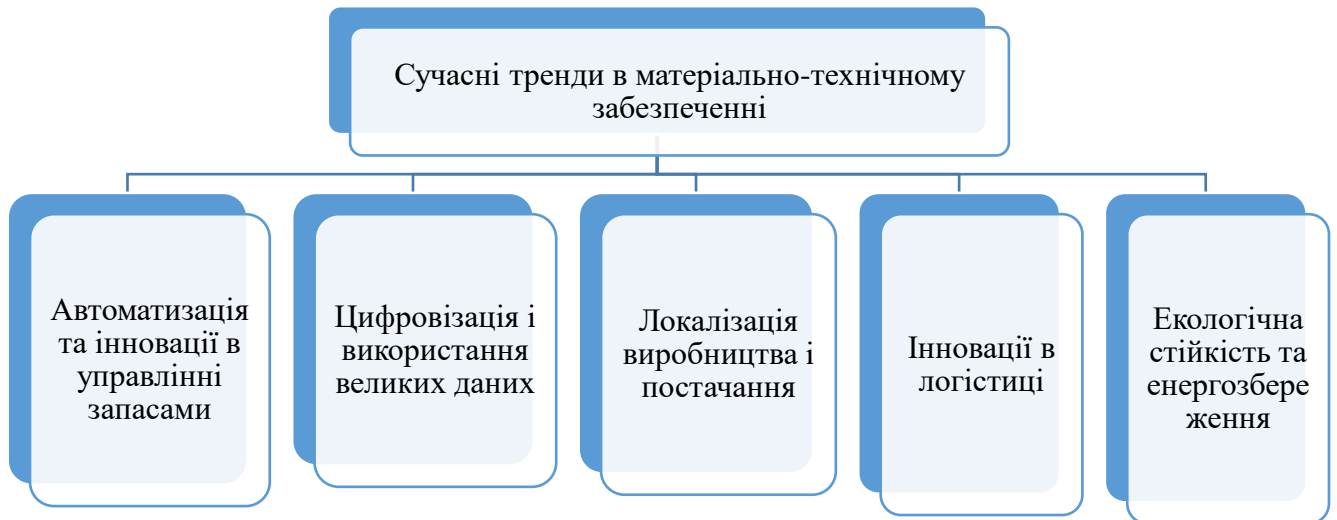 Сучасні тренди в матеріально-технічному
забезпеченні
Автоматизація
та інновації в
управлінні
запасами
Цифровізація і
використання
великих даних
Локалізація
виробництва і
постачання
Інновації в
логістиці
Екологічна
стійкість та
енергозбере
ження